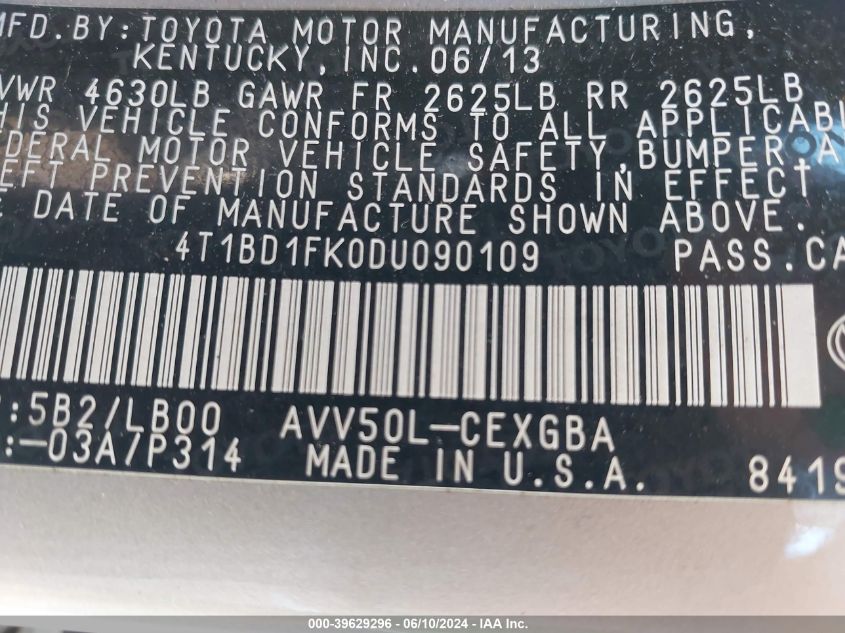 MFD.BY:TOYOTA MOTOR MANUFACTURING,
KENTUCKY,INC.06/13
VWR 4630LB GAWR FR 2625LB RR 2625LB
HIS VEHICLE CONFORMS TO ALL APPLICABL
DERAL MOTOR VEHICLE SAFETY,BUMPER,A
EFT PREVENTION STANDARDS IN EFFECT
E DATE OF MANUFACTURE SHOWN ABOVE.
4T1BD1FK0DU090109 PASS.CA
:5B2/LB00 AVV50L-CEXGBA
:-03A/P314 MADE IN U.S.A. 8419
000-39629296 - 06/10/2024 - IAA Inc.